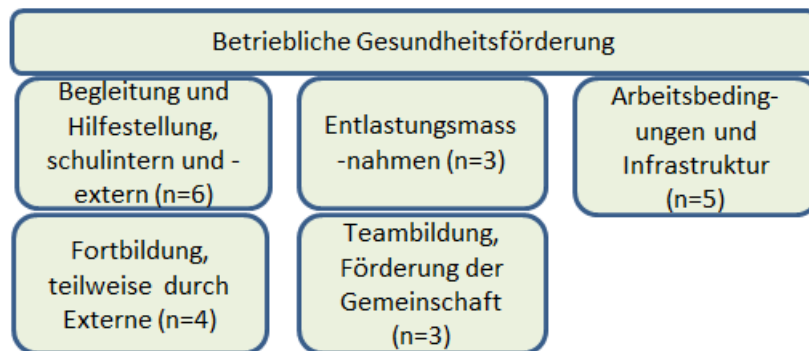 Betriebliche Gesundheitsförderung
Begleitung und
Hilfestellung,
schulintern und -
extern (n=6)
Entlastungsmass
-nahmen (n=3)
Arbeitsbeding-
ungen und
Infrastruktur
(n=5)
Fortbildung,
teilweise durch
Externe (n=4)
Teambildung,
Förderung der
Gemeinschaft
(n=3)